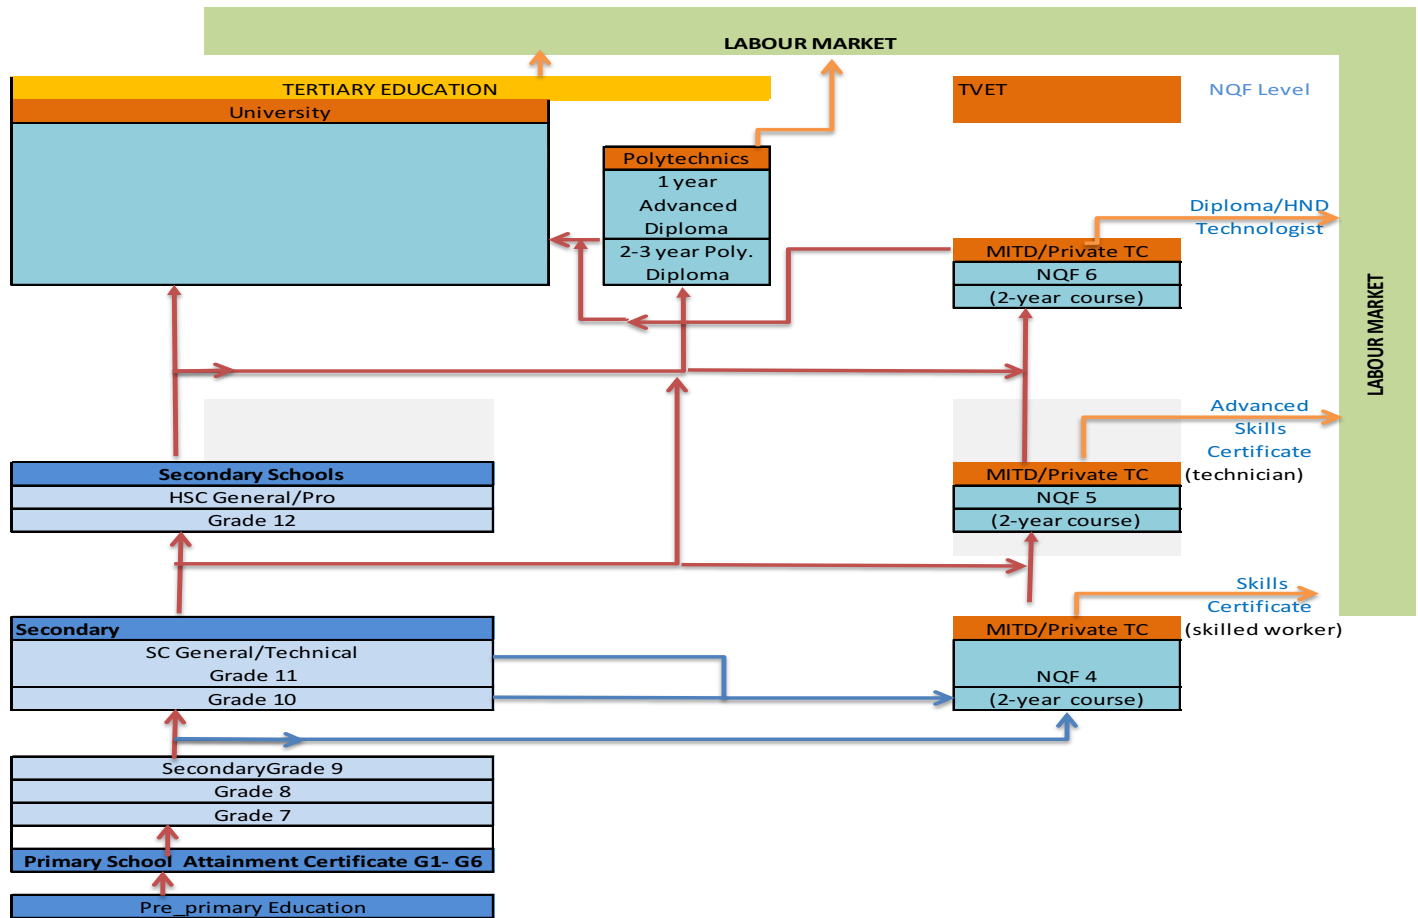 LABOUR MARKET
TERTIARY EDUCATION
TVET
NQF Level
University
Polytechnics
1 year
Advanced
Diploma
2-3 year Poly.
Diploma
Diploma/HND
Technologist
MITD/Private TC
NQF 6
(2-year course)
LABOUR MARKET
Advanced
Skills
Certificate
(technician)
Secondary Schools
HSC General/Pro
Grade 12
MITD/Private TC
NQF 5
(2-year course)
Skills
Certificate
(skilled worker)
Secondary
SC General/Technical
Grade 11
Grade 10
MITD/Private TC
NQF 4
(2-year course)
SecondaryGrade 9
Grade 8
Grade 7
Primary School Attainment Certificate G1- G6
Pre_primary Education